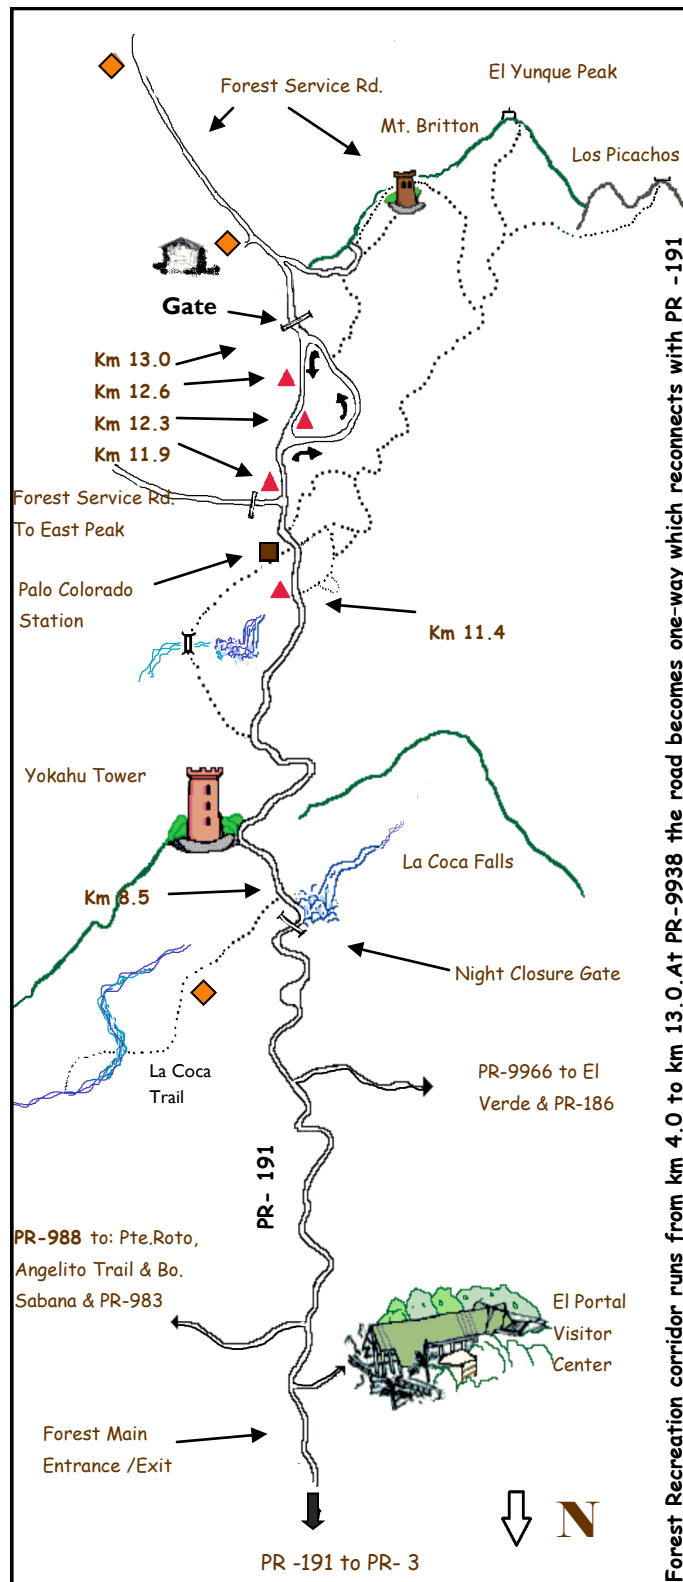 Forest Service Rd.
El Yunque Peak
Mt. Britton
Los Picachos
Gate
Km 13.0
Km 12.6
Km 12.3
Km 11.9
Forest Service Rd.
To East Peak
Palo Colorado
Station
Km 11.4
Yokahu Tower
La Coca Falls
Km 8.5
Night Closure Gate
La Coca
Trail
PR-9966 to El
Verde & PR-186
PR- 191
PR-988 to: Pte.Roto,
Angelito Trail & Bo.
Sabana & PR-983
El Portal
Visitor
Center
Forest Main
Entrance /Exit
N
PR -191 to PR- 3
Forest Recreation corridor runs from km 4.0 to km 13.0.At PR-9938 the road becomes one-way which reconnects with PR -191